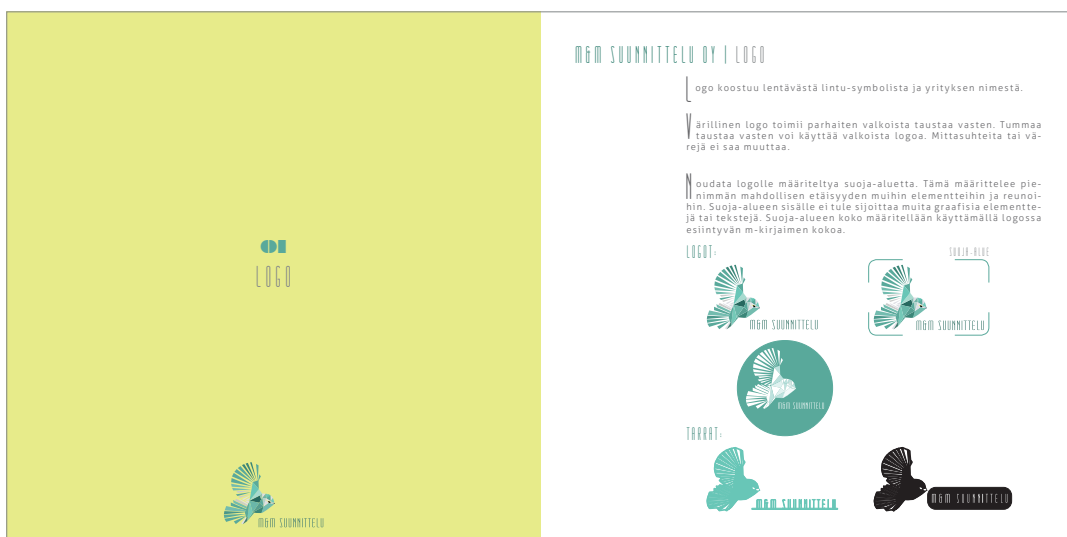 01
LOGO
M&M SUUNNITTELU
M&M SUUNNITTELU OY | LOGO
Logo koostuu lentävästä lintu-symbolista ja yrityksen nimestä.
Värillinen logo toimii parhaiten valkoista taustaa vasten. Tummaa
taustaa vasten voi käyttää valkoista logoa. Mittasuhteita tai vä-
rejä ei saa muuttaa.
Noudata logolle määriteltya suoja-aluetta. Tämä määrittelee pie-
nimmän mahdollisen etäisyyden muihin elementteihin ja reunoi-
hin. Suoja-alueen sisälle ei tule sijoittaa muita graafisia elementte-
jä tai tekstejä. Suoja-alueen koko määritellään käyttämällä logossa
esiintyvän m-kirjaimen kokoa.
LOGOT:
SUOJA-ALUE
M&M SUUNNITTELU
M&M SUUNNITTELU
M&M SUUNNITTELU
TARRAT:
M&M SUUNNITTELU
M&M SUUNNITTELU